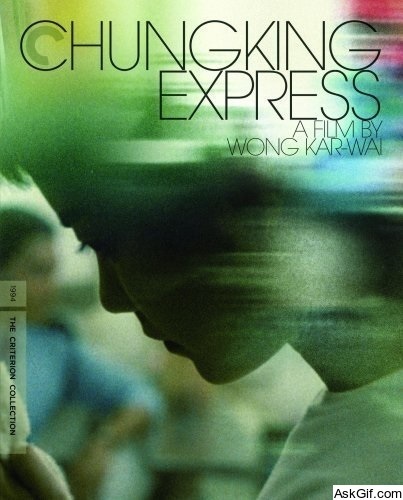 CHUNGKING
EXPRESS
A FILM BY
WONG KAR-WAI
1994
THE CRITERION COLLECTION
AskGif.com